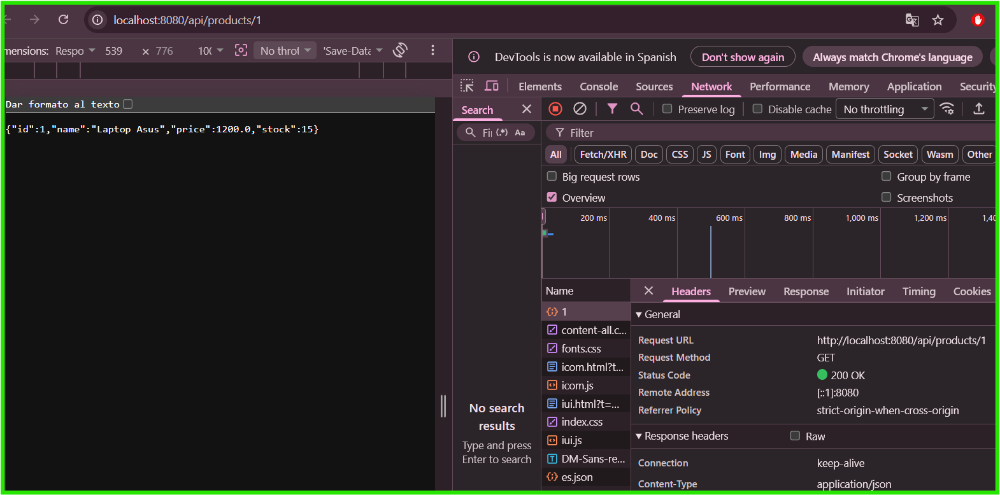 localhost:8080/api/products/1
mensions: Respo 539 × 776 100 No throt 'Save-Data
DevTools is now available in Spanish Don't show again Always match Chrome's language
Elements Console Sources Network Performance Memory Application Security
Dar formato al texto
{"id":1,"name":"Laptop Asus","price":1200.0,"stock":15}
Search
Fi (.*) Aa
No search
results
Type and press
Enter to search
Preserve log Disable cache No throttling
Filter
All Fetch/XHR Doc CSS JS Font Img Media Manifest Socket Wasm Other
Big request rows Group by frame
Overview Screenshots
200 ms 400 ms 600 ms 800 ms 1,000 ms 1,200 ms 1,40
Name
1
content-all.c...
fonts.css
icom.html?t...
icom.js
iui.html?t=...
index.css
iui.js
DM-Sans-re...
es.json
Headers Preview Response Initiator Timing Cookies
General
Request URL http://localhost:8080/api/products/1
Request Method GET
Status Code 200 OK
Remote Address [::1]:8080
Referrer Policy strict-origin-when-cross-origin
Response headers Raw
Connection keep-alive
Content-Type application/json